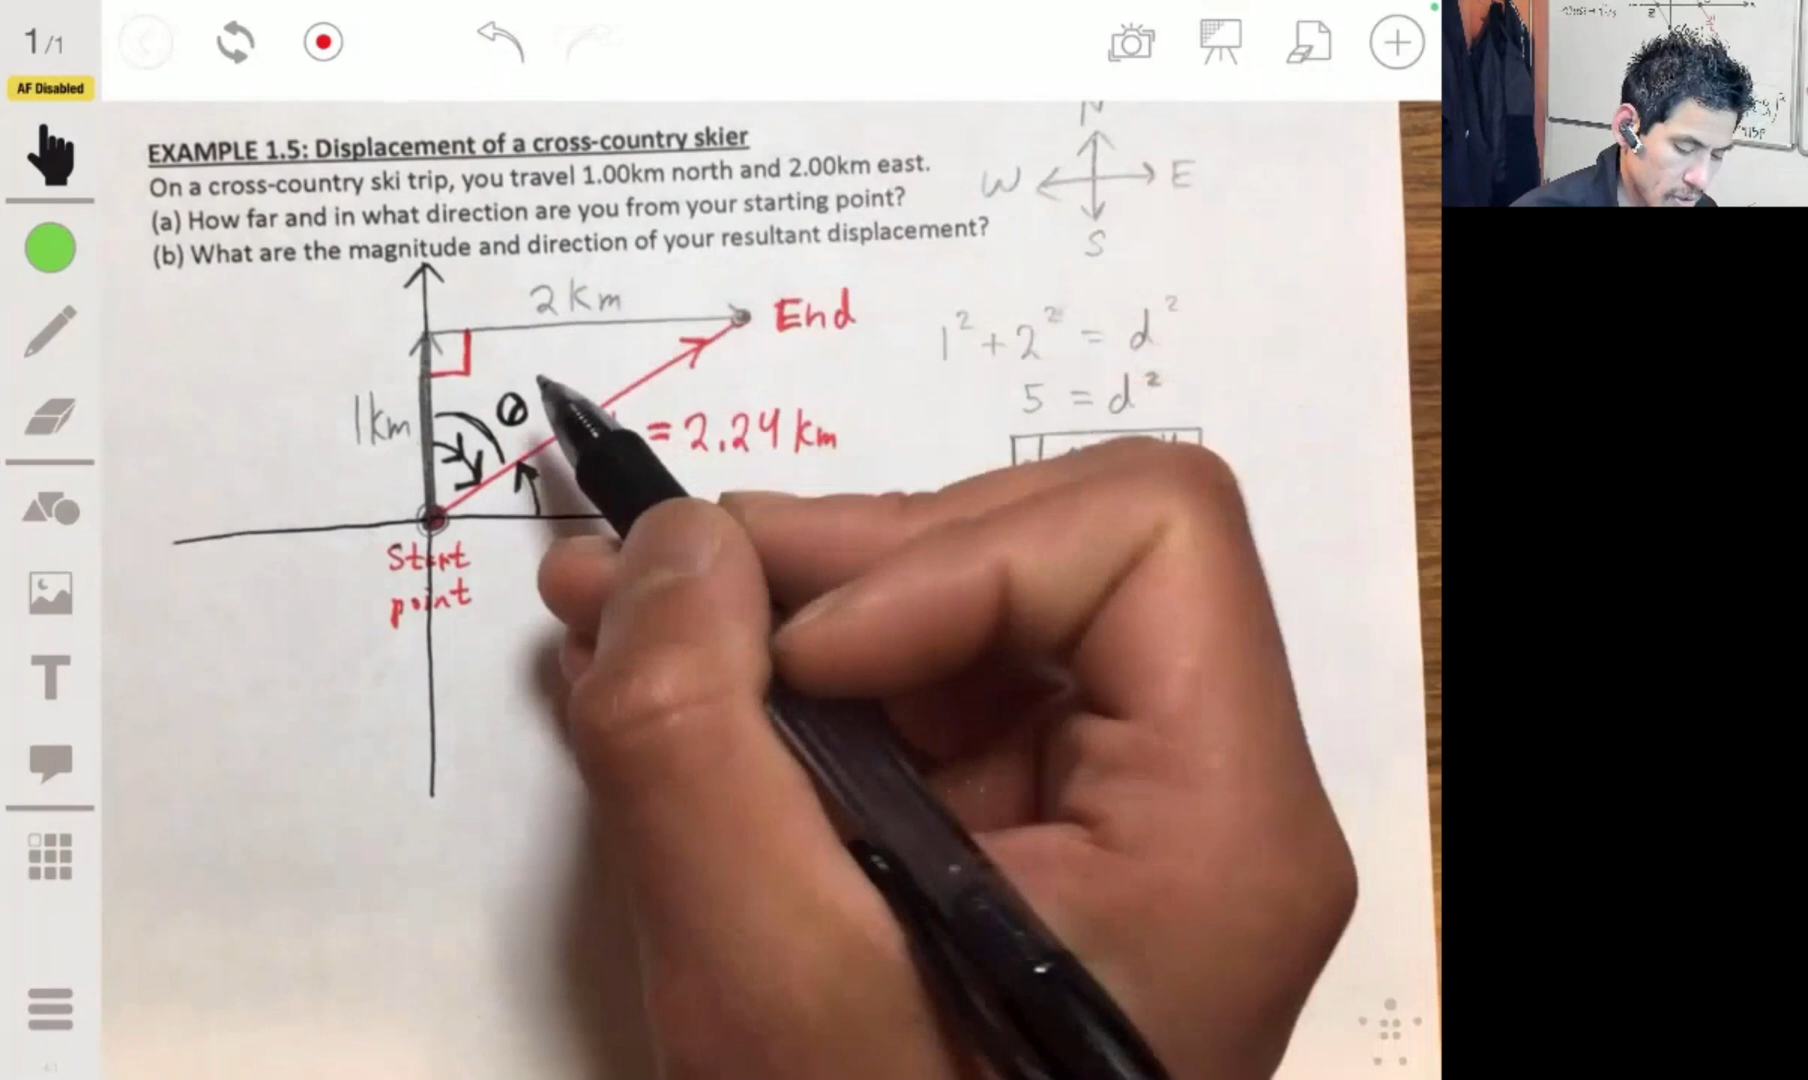 1/1
AF Disabled
EXAMPLE 1.5: Displacement of a cross-country skier
On a cross-country ski trip, you travel 1.00km north and 2.00km east.
(a) How far and in what direction are you from your starting point?
(b) What are the magnitude and direction of your resultant displacement?
N
W E
S
2 km
End
1² + 2² = d²
5 = d²
1km
θ
= 2.24 km
Start
point
T